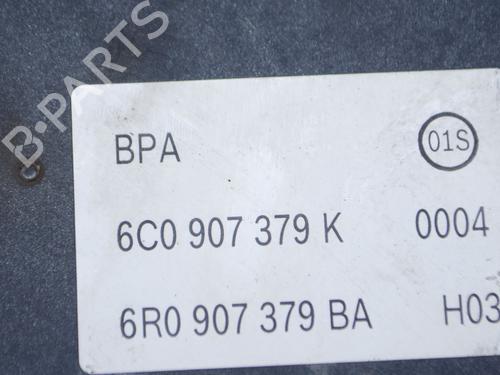 B-PARTS
BPA 01S
6C0 907 379 K 0004
6R0 907 379 BA H03